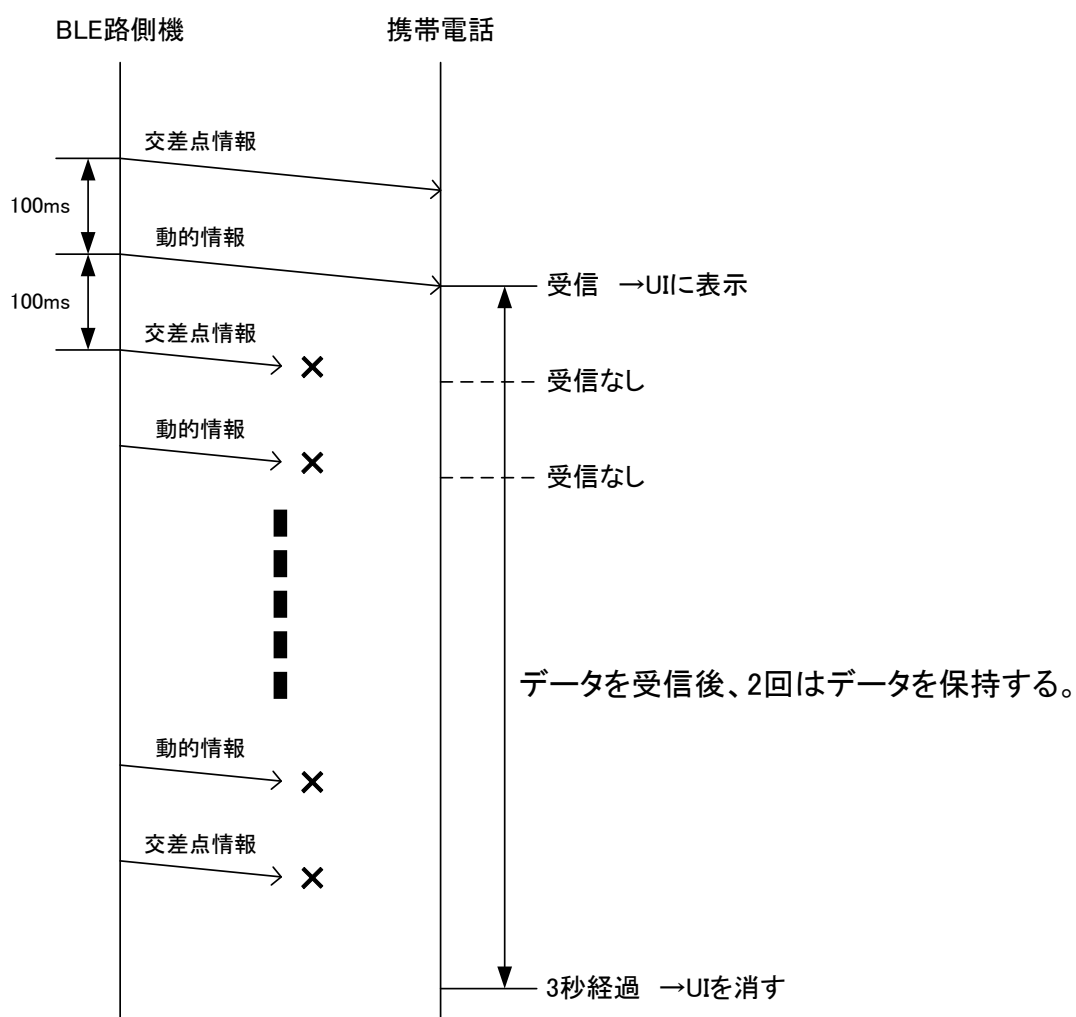 BLE路側機
携帯電話
交差点情報
100ms
動的情報
受信 →UIに表示
100ms
交差点情報
受信なし
動的情報
受信なし
データを受信後、2回はデータを保持する。
動的情報
交差点情報
3秒経過 →UIを消す